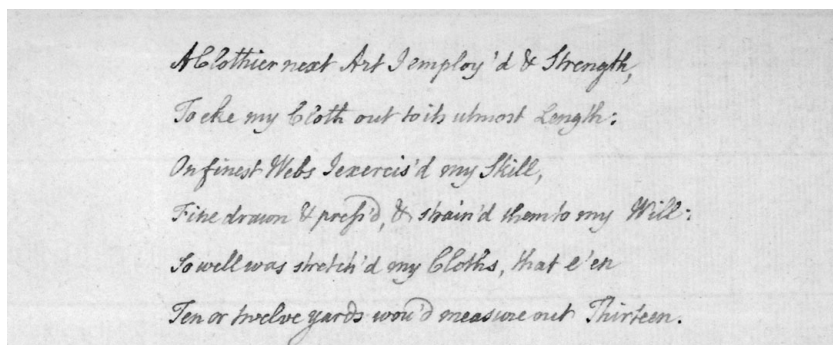 A Clothier next Art I employ'd & Strength,
To eke my Cloth out to its utmost Length:
On finest Webs I exercis'd my Skill,
Fine drawn & press'd, & strain'd them to my Will:
So well was stretch'd my Cloths, that e'en
Ten or twelve yards wou'd measure out Thirteen.